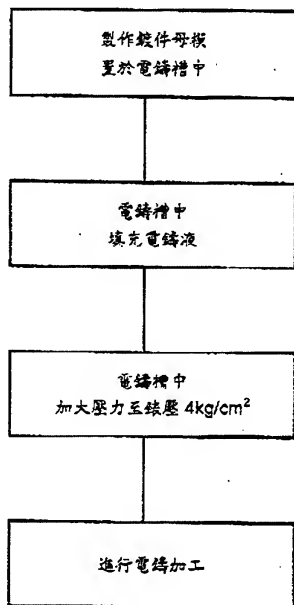 製作鍍件母模
置於電鑄槽中
電鑄槽中
填充電鑄液
電鑄槽中
加大壓力至錶壓 4kg/cm²
進行電鑄加工